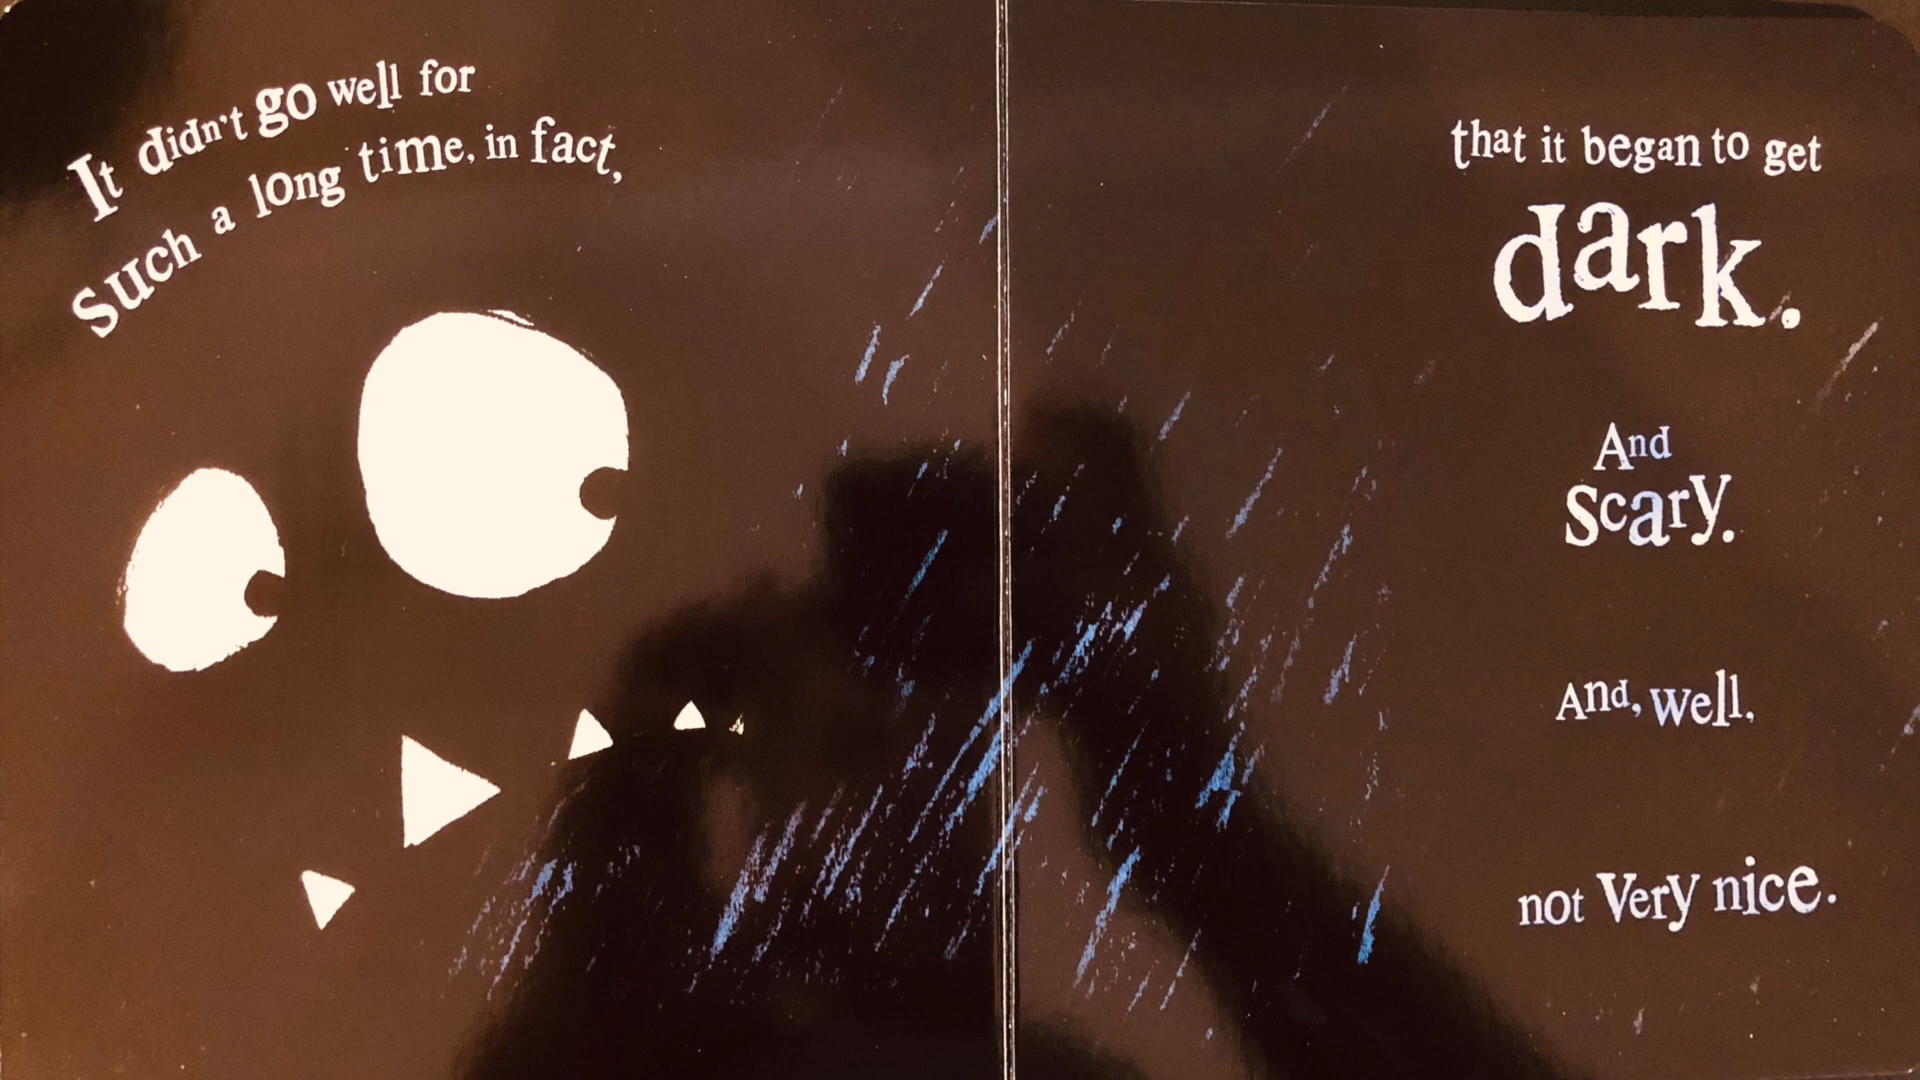 It didn't go well for
such a long time, in fact,
that it began to get
dark.
And
scary.
And, well,
not very nice.